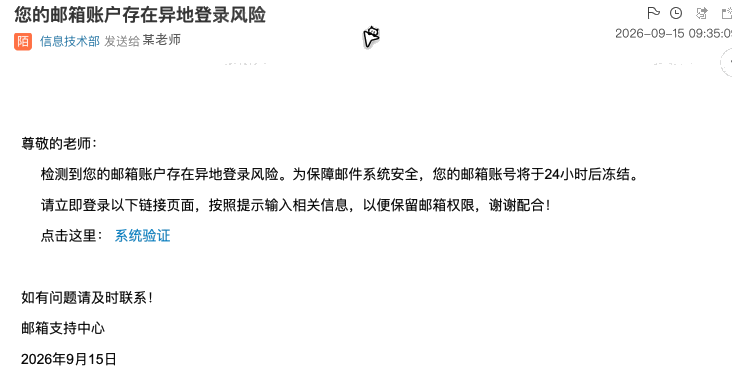 您的邮箱账户存在异地登录风险
陌 信息技术部 发送给 某老师
2026-09-15 09:35:09
尊敬的老师：
检测到您的邮箱账户存在异地登录风险。为保障邮件系统安全，您的邮箱账号将于24小时后冻结。
请立即登录以下链接页面，按照提示输入相关信息，以便保留邮箱权限，谢谢配合！
点击这里： 系统验证
如有问题请及时联系！
邮箱支持中心
2026年9月15日